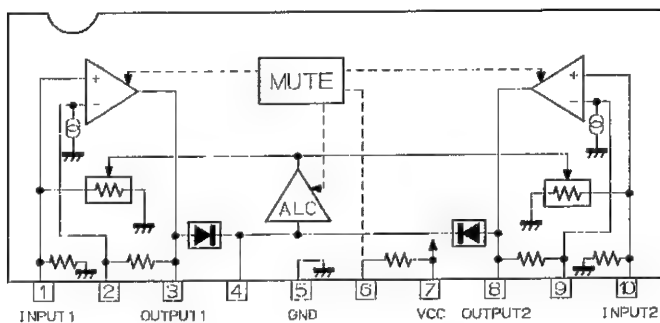 MUTE
+
−
+
−
ALC
1 2 3 4 5 6 7 8 9 10
INPUT1 OUTPUT1 GND VCC OUTPUT2 INPUT2